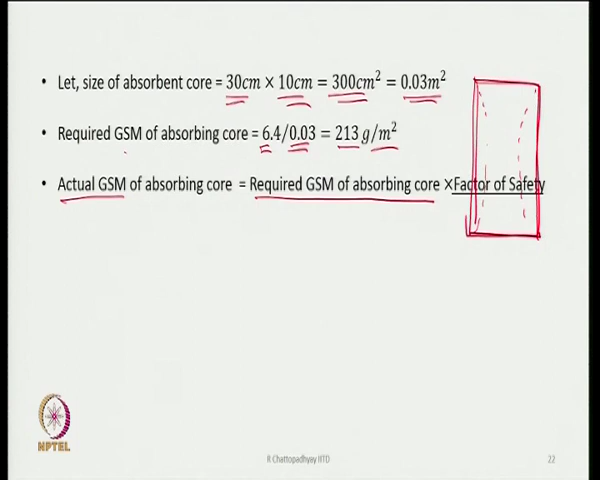 • Let, size of absorbent core = 30cm × 10cm = 300cm² = 0.03m²
• Required GSM of absorbing core = 6.4/0.03 = 213 g/m²
• Actual GSM of absorbing core = Required GSM of absorbing core ×Factor of Safety
NPTEL
R Chattopadhyay IITD
22